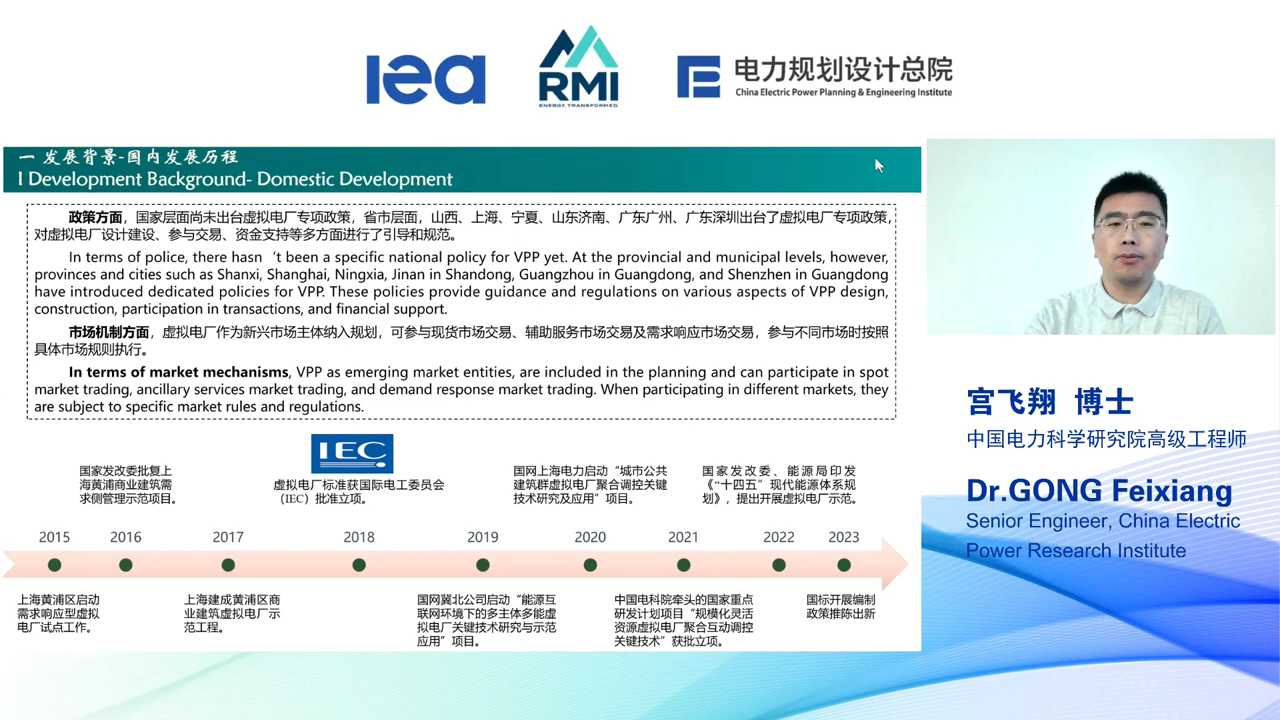 iea
RMI
ENERGY TRANSFORMED
电力规划设计总院
China Electric Power Planning & Engineering Institute
一 发展背景-国内发展历程
I Development Background- Domestic Development
政策方面，国家层面尚未出台虚拟电厂专项政策，省市层面，山西、上海、宁夏、山东济南、广东广州、广东深圳出台了虚拟电厂专项政策，
对虚拟电厂设计建设、参与交易、资金支持等多方面进行了引导和规范。
In terms of police, there hasn‘t been a specific national policy for VPP yet. At the provincial and municipal levels, however,
provinces and cities such as Shanxi, Shanghai, Ningxia, Jinan in Shandong, Guangzhou in Guangdong, and Shenzhen in Guangdong
have introduced dedicated policies for VPP. These policies provide guidance and regulations on various aspects of VPP design,
construction, participation in transactions, and financial support.
市场机制方面，虚拟电厂作为新兴市场主体纳入规划，可参与现货市场交易、辅助服务市场交易及需求响应市场交易，参与不同市场时按照
具体市场规则执行。
In terms of market mechanisms, VPP as emerging market entities, are included in the planning and can participate in spot
market trading, ancillary services market trading, and demand response market trading. When participating in different markets, they
are subject to specific market rules and regulations.
国家发改委批复上
海黄浦商业建筑需
求侧管理示范项目。
IEC
虚拟电厂标准获国际电工委员会
（IEC）批准立项。
国网上海电力启动“城市公共
建筑群虚拟电厂聚合调控关键
技术研究及应用”项目。
国家发改委、能源局印发
《“十四五”现代能源体系规
划》，提出开展虚拟电厂示范。
2015
2016
2017
2018
2019
2020
2021
2022
2023
上海黄浦区启动
需求响应型虚拟
电厂试点工作。
上海建成黄浦区商
业建筑虚拟电厂示
范工程。
国网冀北公司启动“能源互
联网环境下的多主体多能虚
拟电厂关键技术研究与示范
应用”项目。
中国电科院牵头的国家重点
研发计划项目“规模化灵活
资源虚拟电厂聚合互动调控
关键技术”获批立项。
国标开展编制
政策推陈出新
宫飞翔 博士
中国电力科学研究院高级工程师
Dr.GONG Feixiang
Senior Engineer, China Electric
Power Research Institute